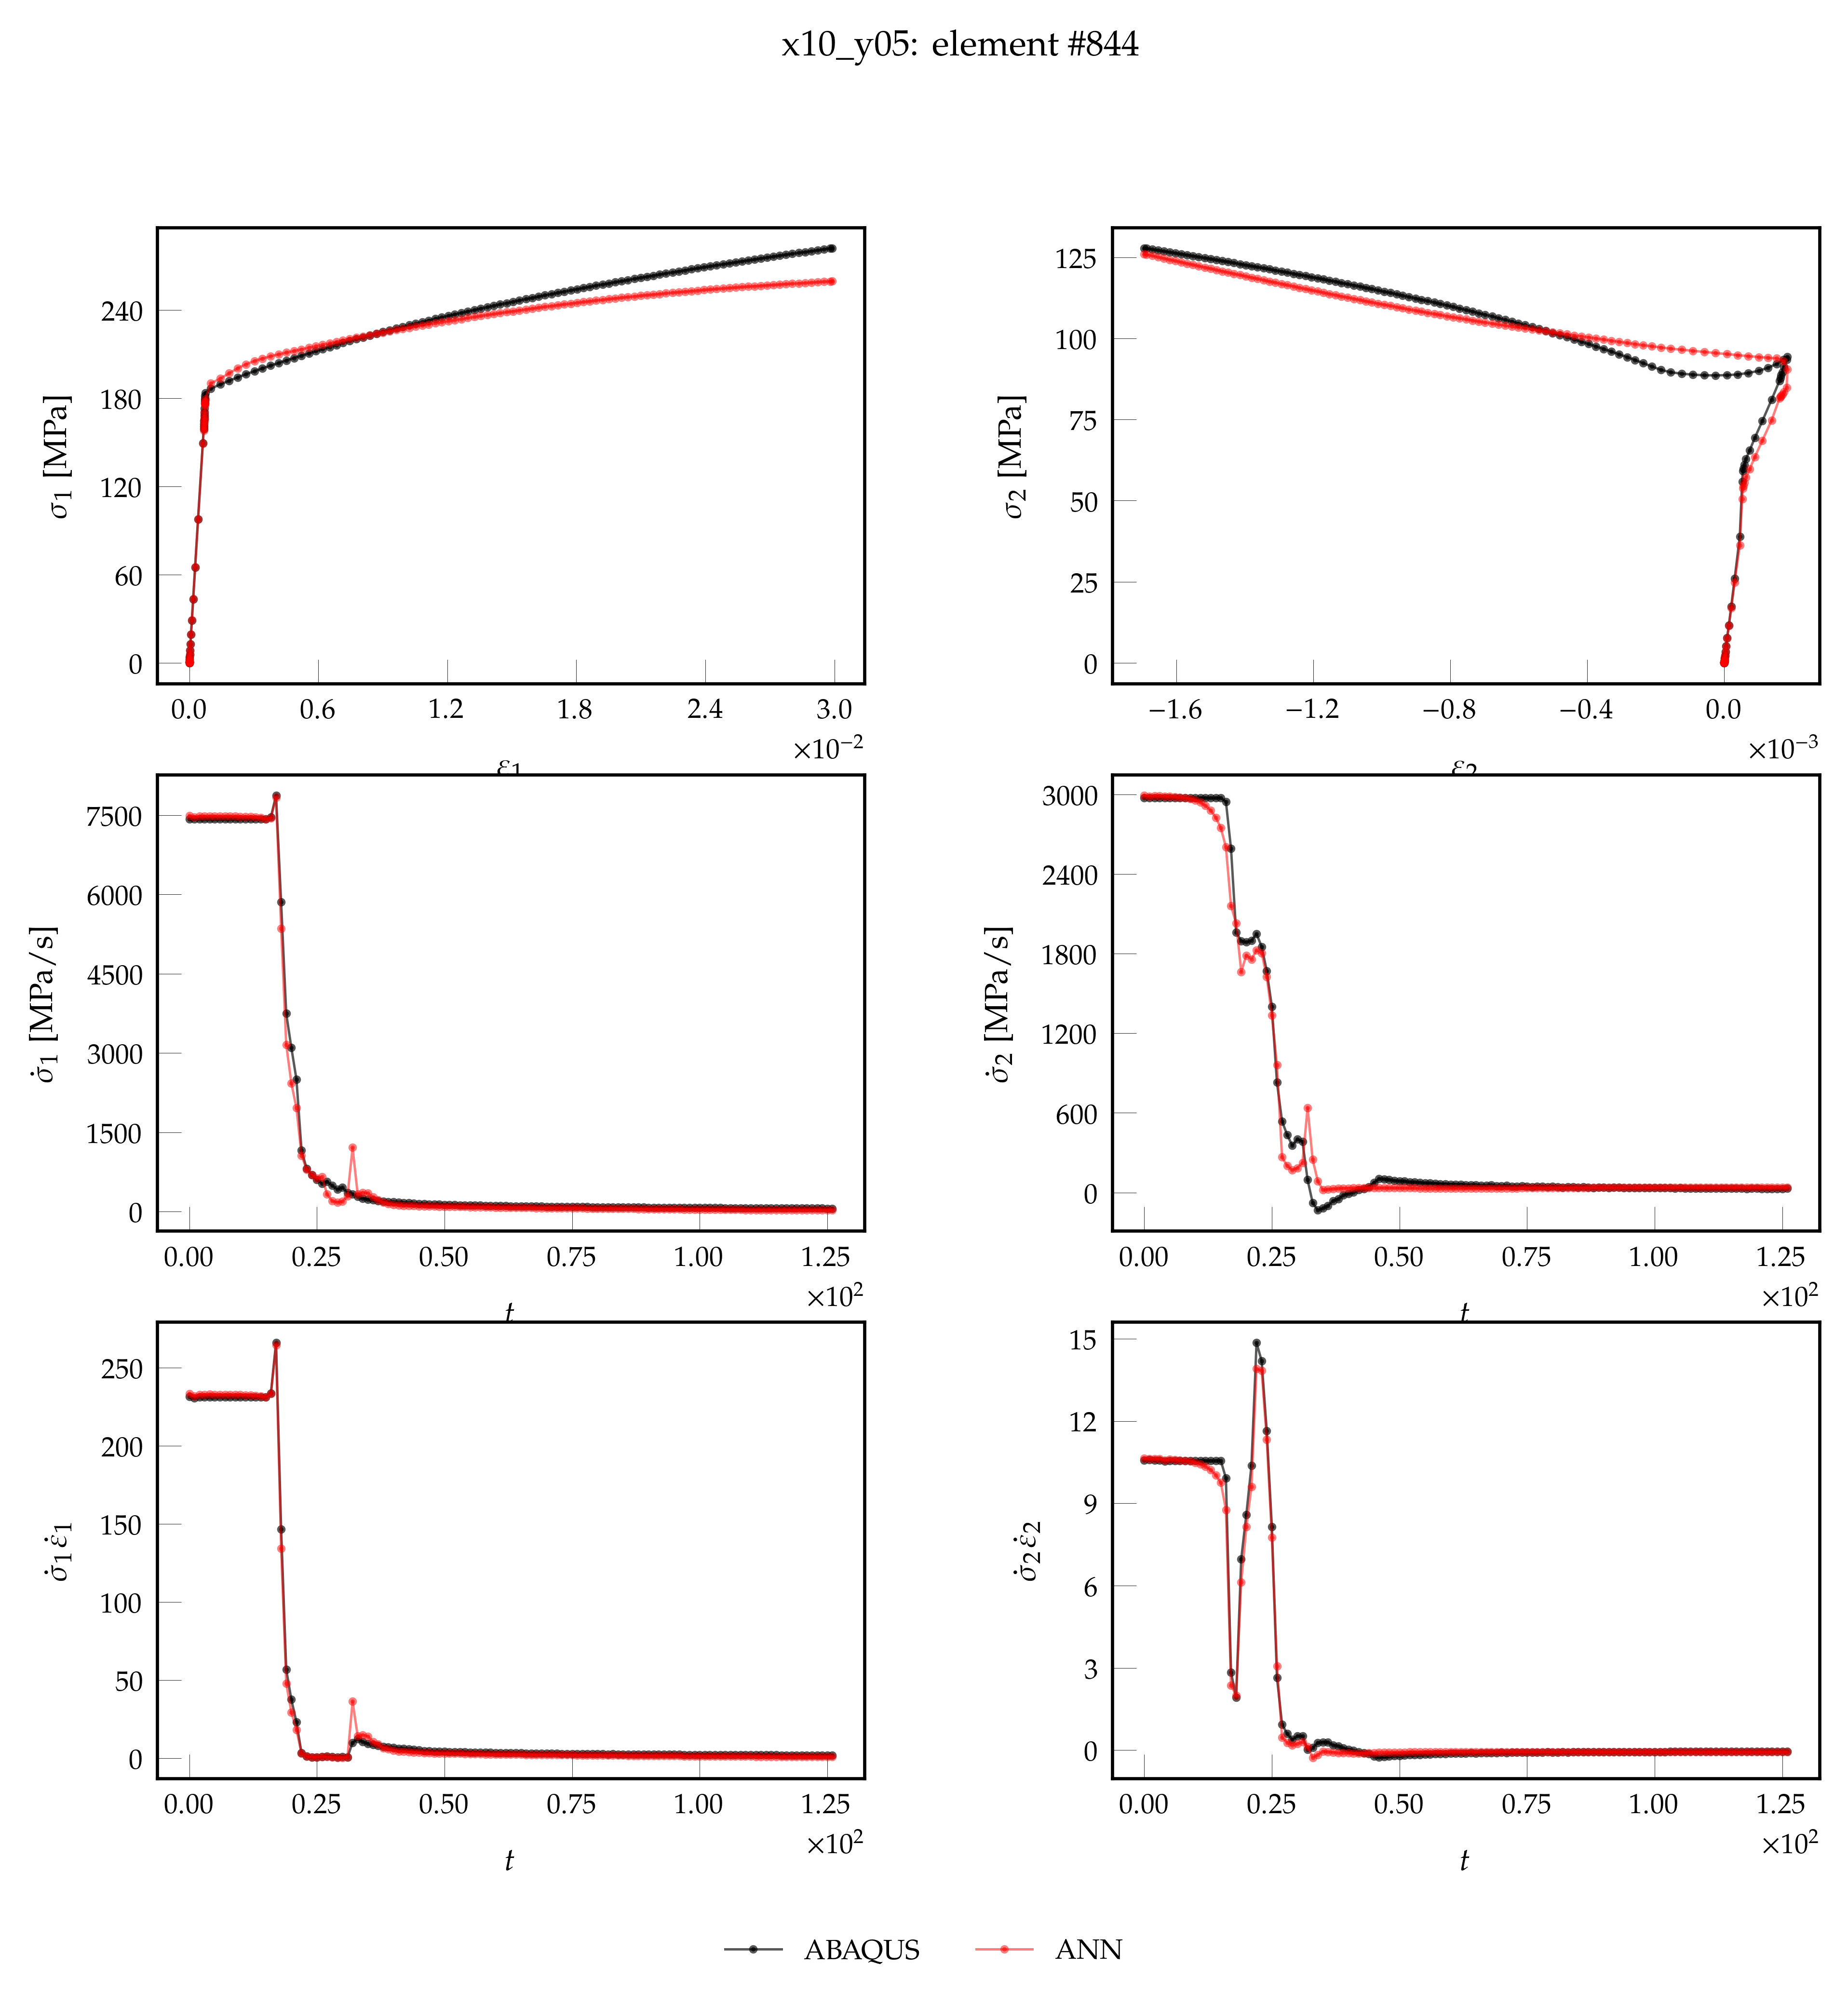 x10_y05: element #844
σ₁ [MPa]
240
180
120
60
0
0.0 0.6 1.2 1.8 2.4 3.0
×10⁻²
ε₁
σ₂ [MPa]
125
100
75
50
25
0
−1.6 −1.2 −0.8 −0.4 0.0
×10⁻³
ε₂
σ̇₁ [MPa/s]
7500
6000
4500
3000
1500
0
0.00 0.25 0.50 0.75 1.00 1.25
×10²
t
σ̇₂ [MPa/s]
3000
2400
1800
1200
600
0
0.00 0.25 0.50 0.75 1.00 1.25
×10²
t
σ̇₁ε̇₁
250
200
150
100
50
0
0.00 0.25 0.50 0.75 1.00 1.25
×10²
t
σ̇₂ε̇₂
15
12
9
6
3
0
0.00 0.25 0.50 0.75 1.00 1.25
×10²
t
ABAQUS ANN